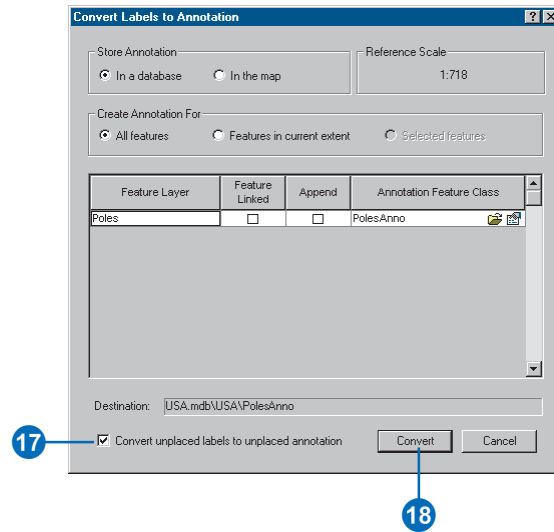 Convert Labels to Annotation
Store Annotation
In a database
In the map
Reference Scale
1:718
Create Annotation For
All features
Features in current extent
Selected features
Feature Layer
Feature Linked
Append
Annotation Feature Class
Poles
PolesAnno
Destination:
USA.mdb\USA\PolesAnno
17
Convert unplaced labels to unplaced annotation
Convert
Cancel
18